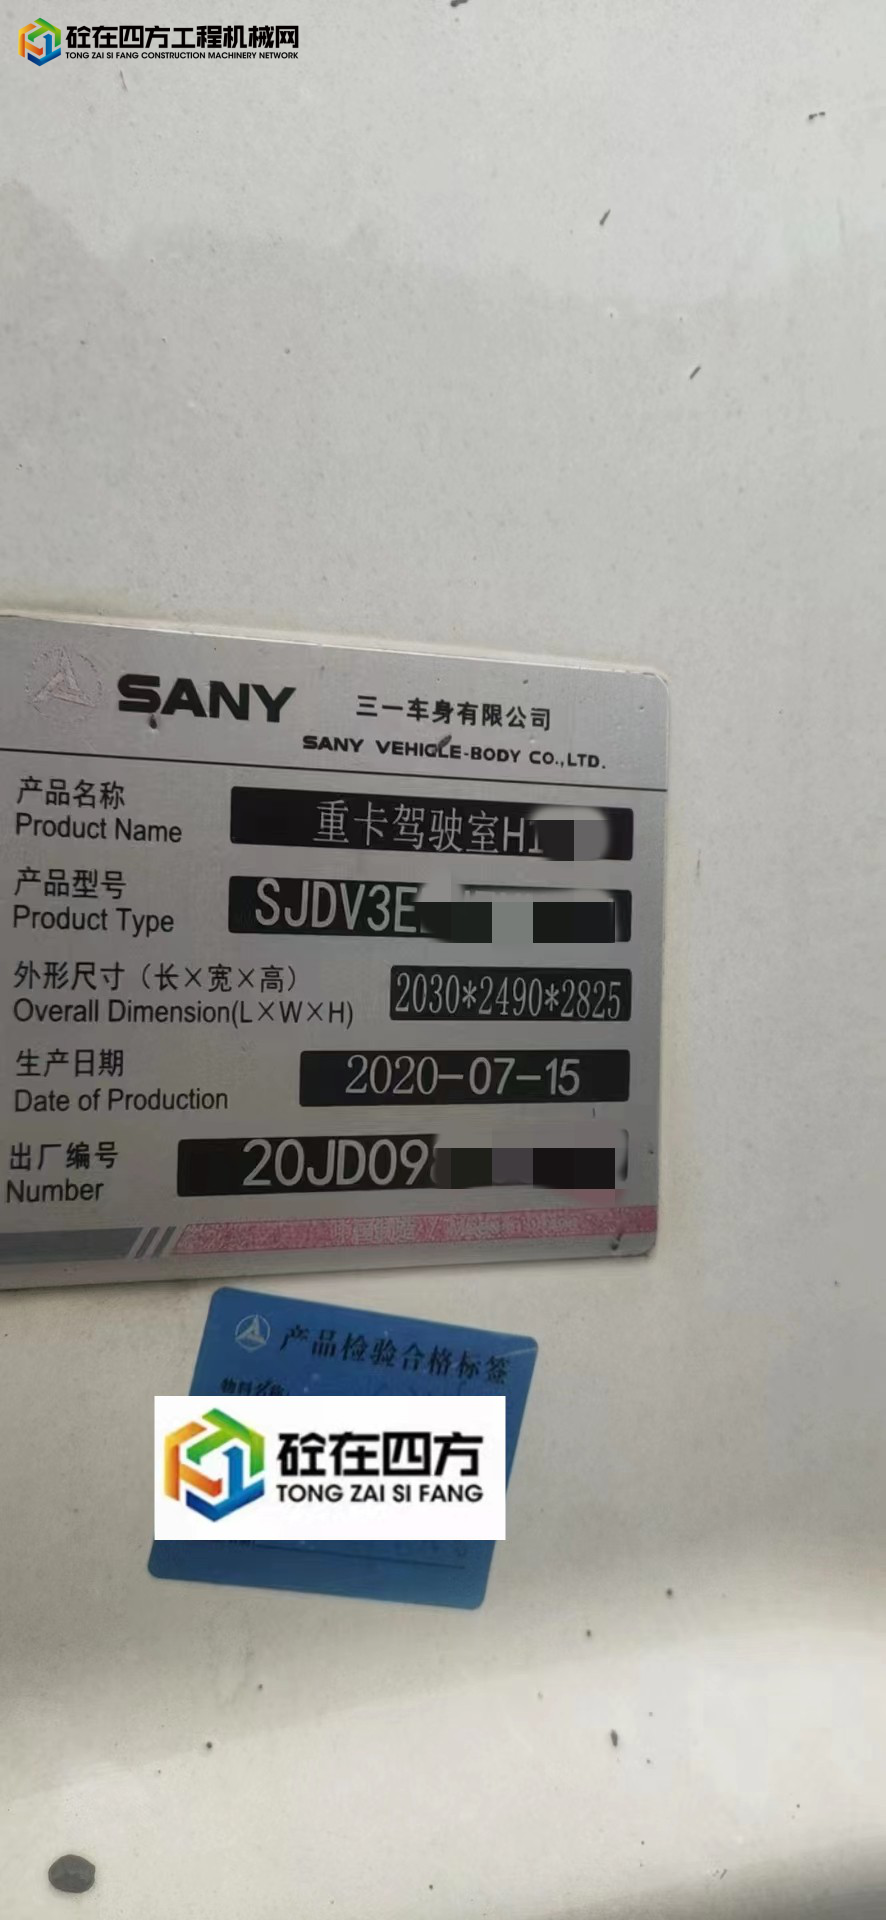 砼在四方工程机械网
TONG ZAI SI FANG CONSTRUCTION MACHINERY NETWORK
SANY 三一车身有限公司
SANY VEHICLE-BODY CO.,LTD.
产品名称
Product Name
重卡驾驶室H1
产品型号
Product Type
SJDV3E
外形尺寸（长×宽×高）
Overall Dimension(L×W×H)
2030*2490*2825
生产日期
Date of Production
2020-07-15
出厂编号
Number
20JD09
产品检验合格标签
砼在四方
TONG ZAI SI FANG